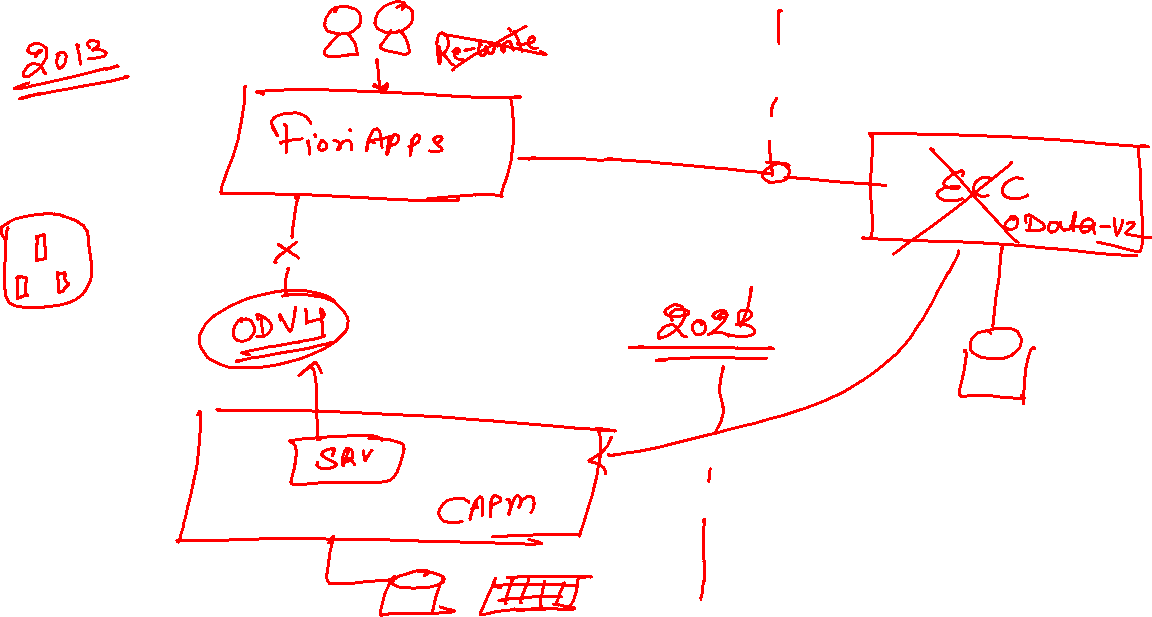 2013
Re-write
Fiori Apps
ECC
OData-V2
ODV4
2023
SRV
CAPM